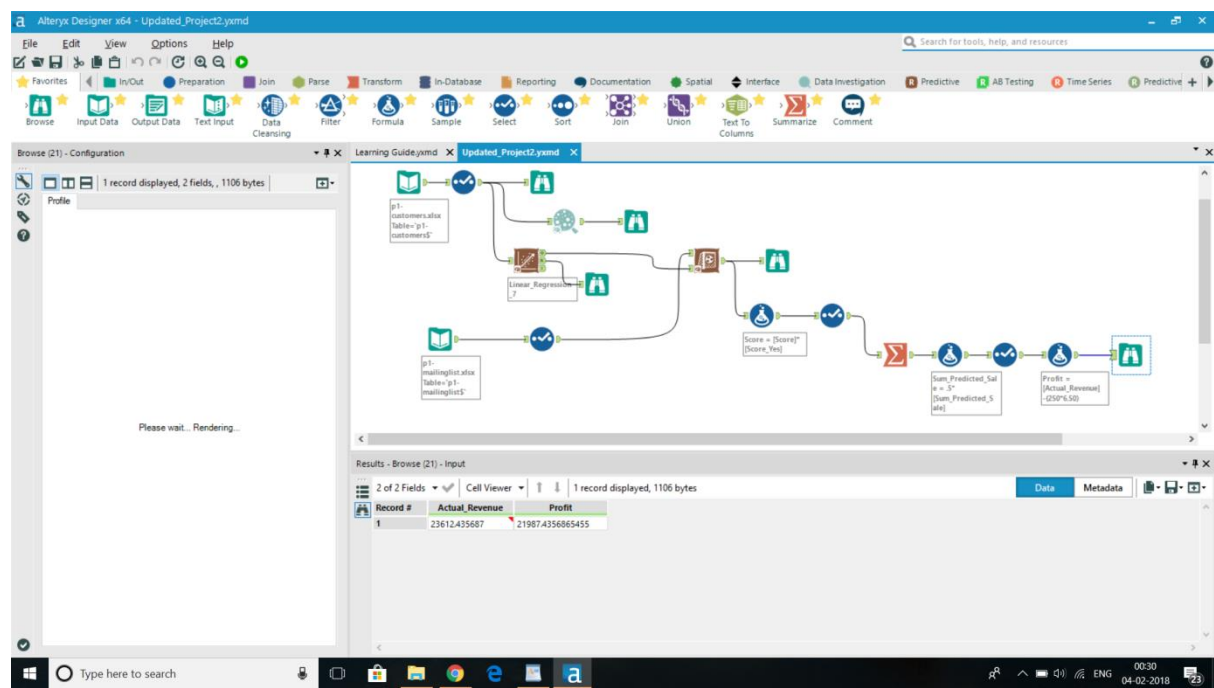 a Alteryx Designer x64 - Updated_Project2.yxmd
File Edit View Options Help
Search for tools, help, and resources
Favorites In/Out Preparation Join Parse Transform In-Database Reporting Documentation Spatial Interface Data Investigation R Predictive R AB Testing R Time Series R Predictive
Browse Input Data Output Data Text Input Data Filter Formula Sample Select Sort Join Union Text To Summarize Comment
Cleansing Columns
Browse (21) - Configuration
Learning Guide.yxmd X Updated_Project2.yxmd X
1 record displayed, 2 fields, , 1106 bytes
Profile
p1-
customers.xlsx
Table='p1-
customers$'
Linear_Regression
_7
p1-
mailinglist.xlsx
Table='p1-
mailinglist$'
Score = [Score]*
[Score_Yes]
Sum_Predicted_Sal
e = .5*
[Sum_Predicted_S
ale]
Profit =
[Actual_Revenue]
-(250*6.50)
Please wait... Rendering...
Results - Browse (21) - Input
2 of 2 Fields Cell Viewer 1 record displayed, 1106 bytes Data Metadata
Record # Actual_Revenue Profit
1 23612.435687 21987.4356865455
Type here to search
ENG
00:30
04-02-2018
23